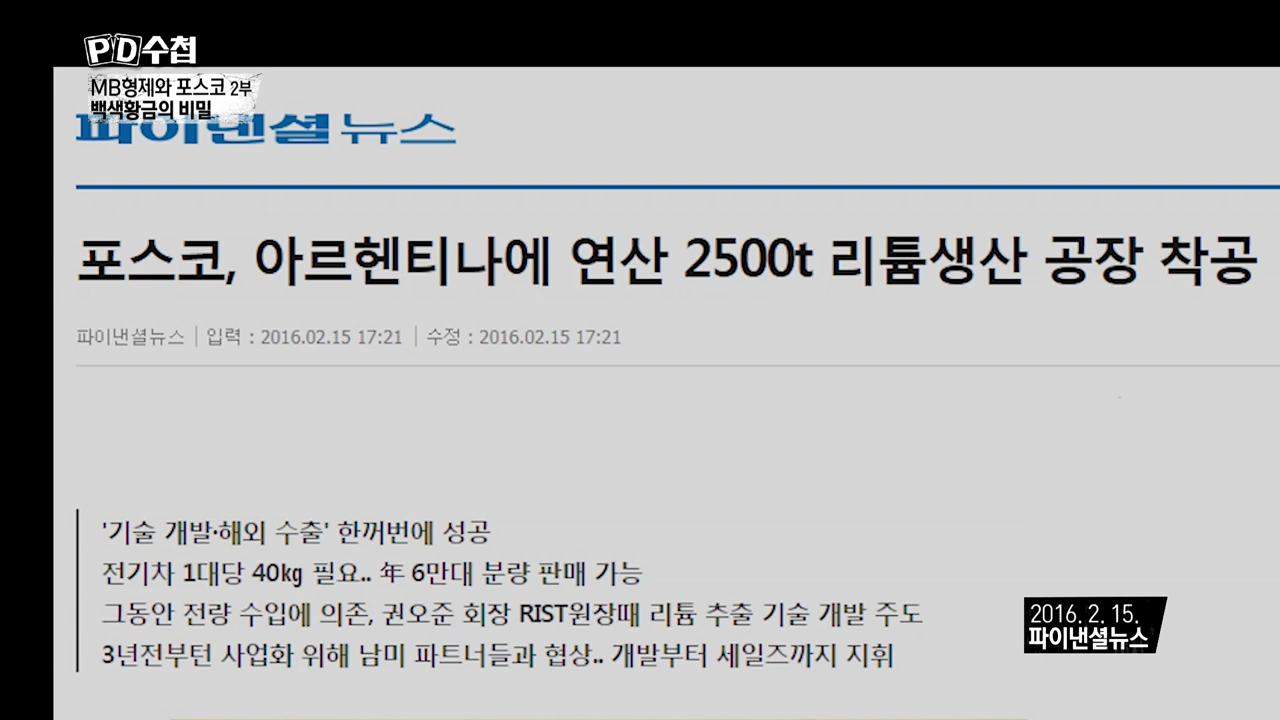 PD수첩
MB형제와 포스코 2부
백색황금의 비밀
파이낸셜뉴스
포스코, 아르헨티나에 연산 2500t 리튬생산 공장 착공
파이낸셜뉴스 | 입력 : 2016.02.15 17:21 | 수정 : 2016.02.15 17:21
'기술 개발·해외 수출' 한꺼번에 성공
전기차 1대당 40㎏ 필요.. 年 6만대 분량 판매 가능
그동안 전량 수입에 의존, 권오준 회장 RIST원장때 리튬 추출 기술 개발 주도
3년전부턴 사업화 위해 남미 파트너들과 협상.. 개발부터 세일즈까지 지휘
2016. 2. 15.
파이낸셜뉴스